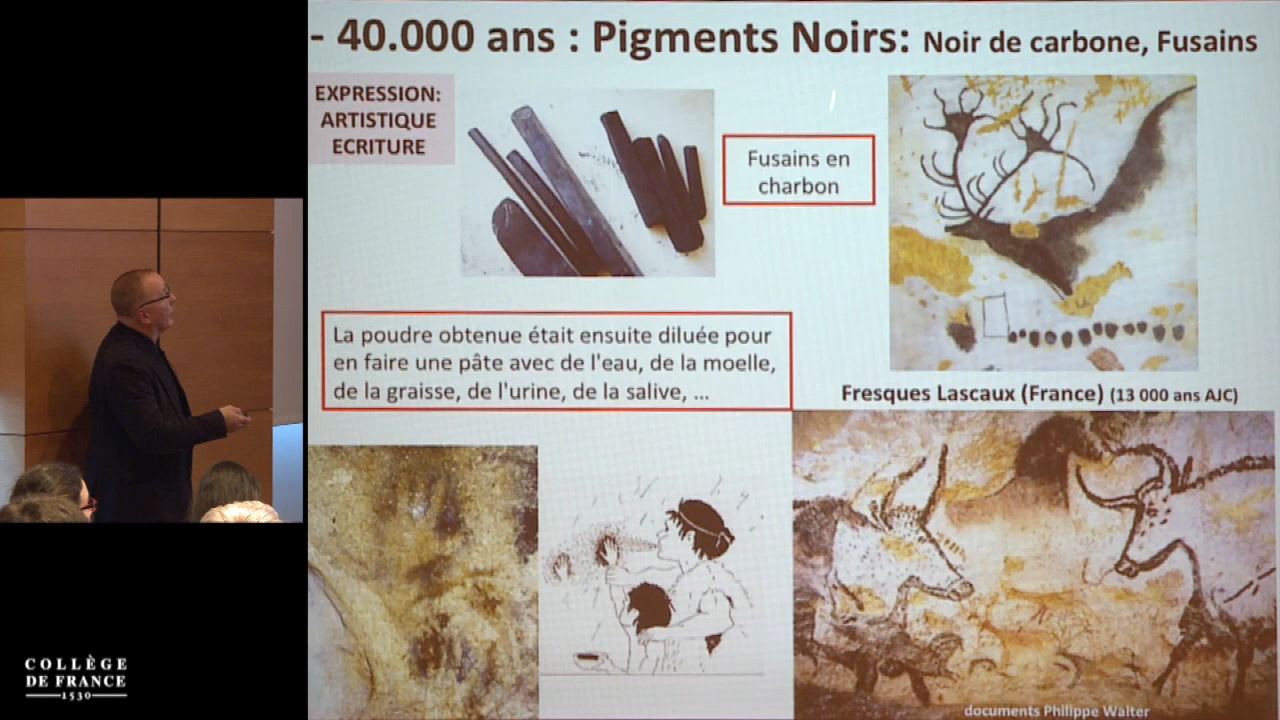 - 40.000 ans : Pigments Noirs: Noir de carbone, Fusains
EXPRESSION:
ARTISTIQUE
ECRITURE
Fusains en
charbon
La poudre obtenue était ensuite diluée pour
en faire une pâte avec de l'eau, de la moelle,
de la graisse, de l'urine, de la salive, ...
Fresques Lascaux (France) (13 000 ans AJC)
documents Philippe Walter
COLLÈGE
DE FRANCE
1530